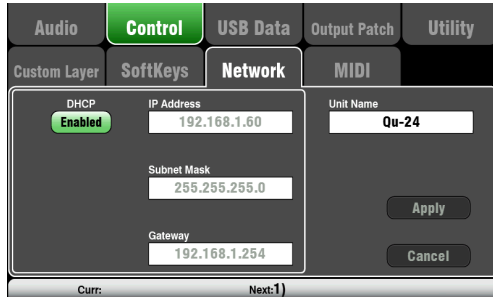 Audio Control USB Data Output Patch Utility
Custom Layer SoftKeys Network MIDI
DHCP IP Address Unit Name
Enabled 192.168.1.60 Qu-24
Subnet Mask
255.255.255.0
Apply
Gateway
192.168.1.254 Cancel
Curr: Next:1)